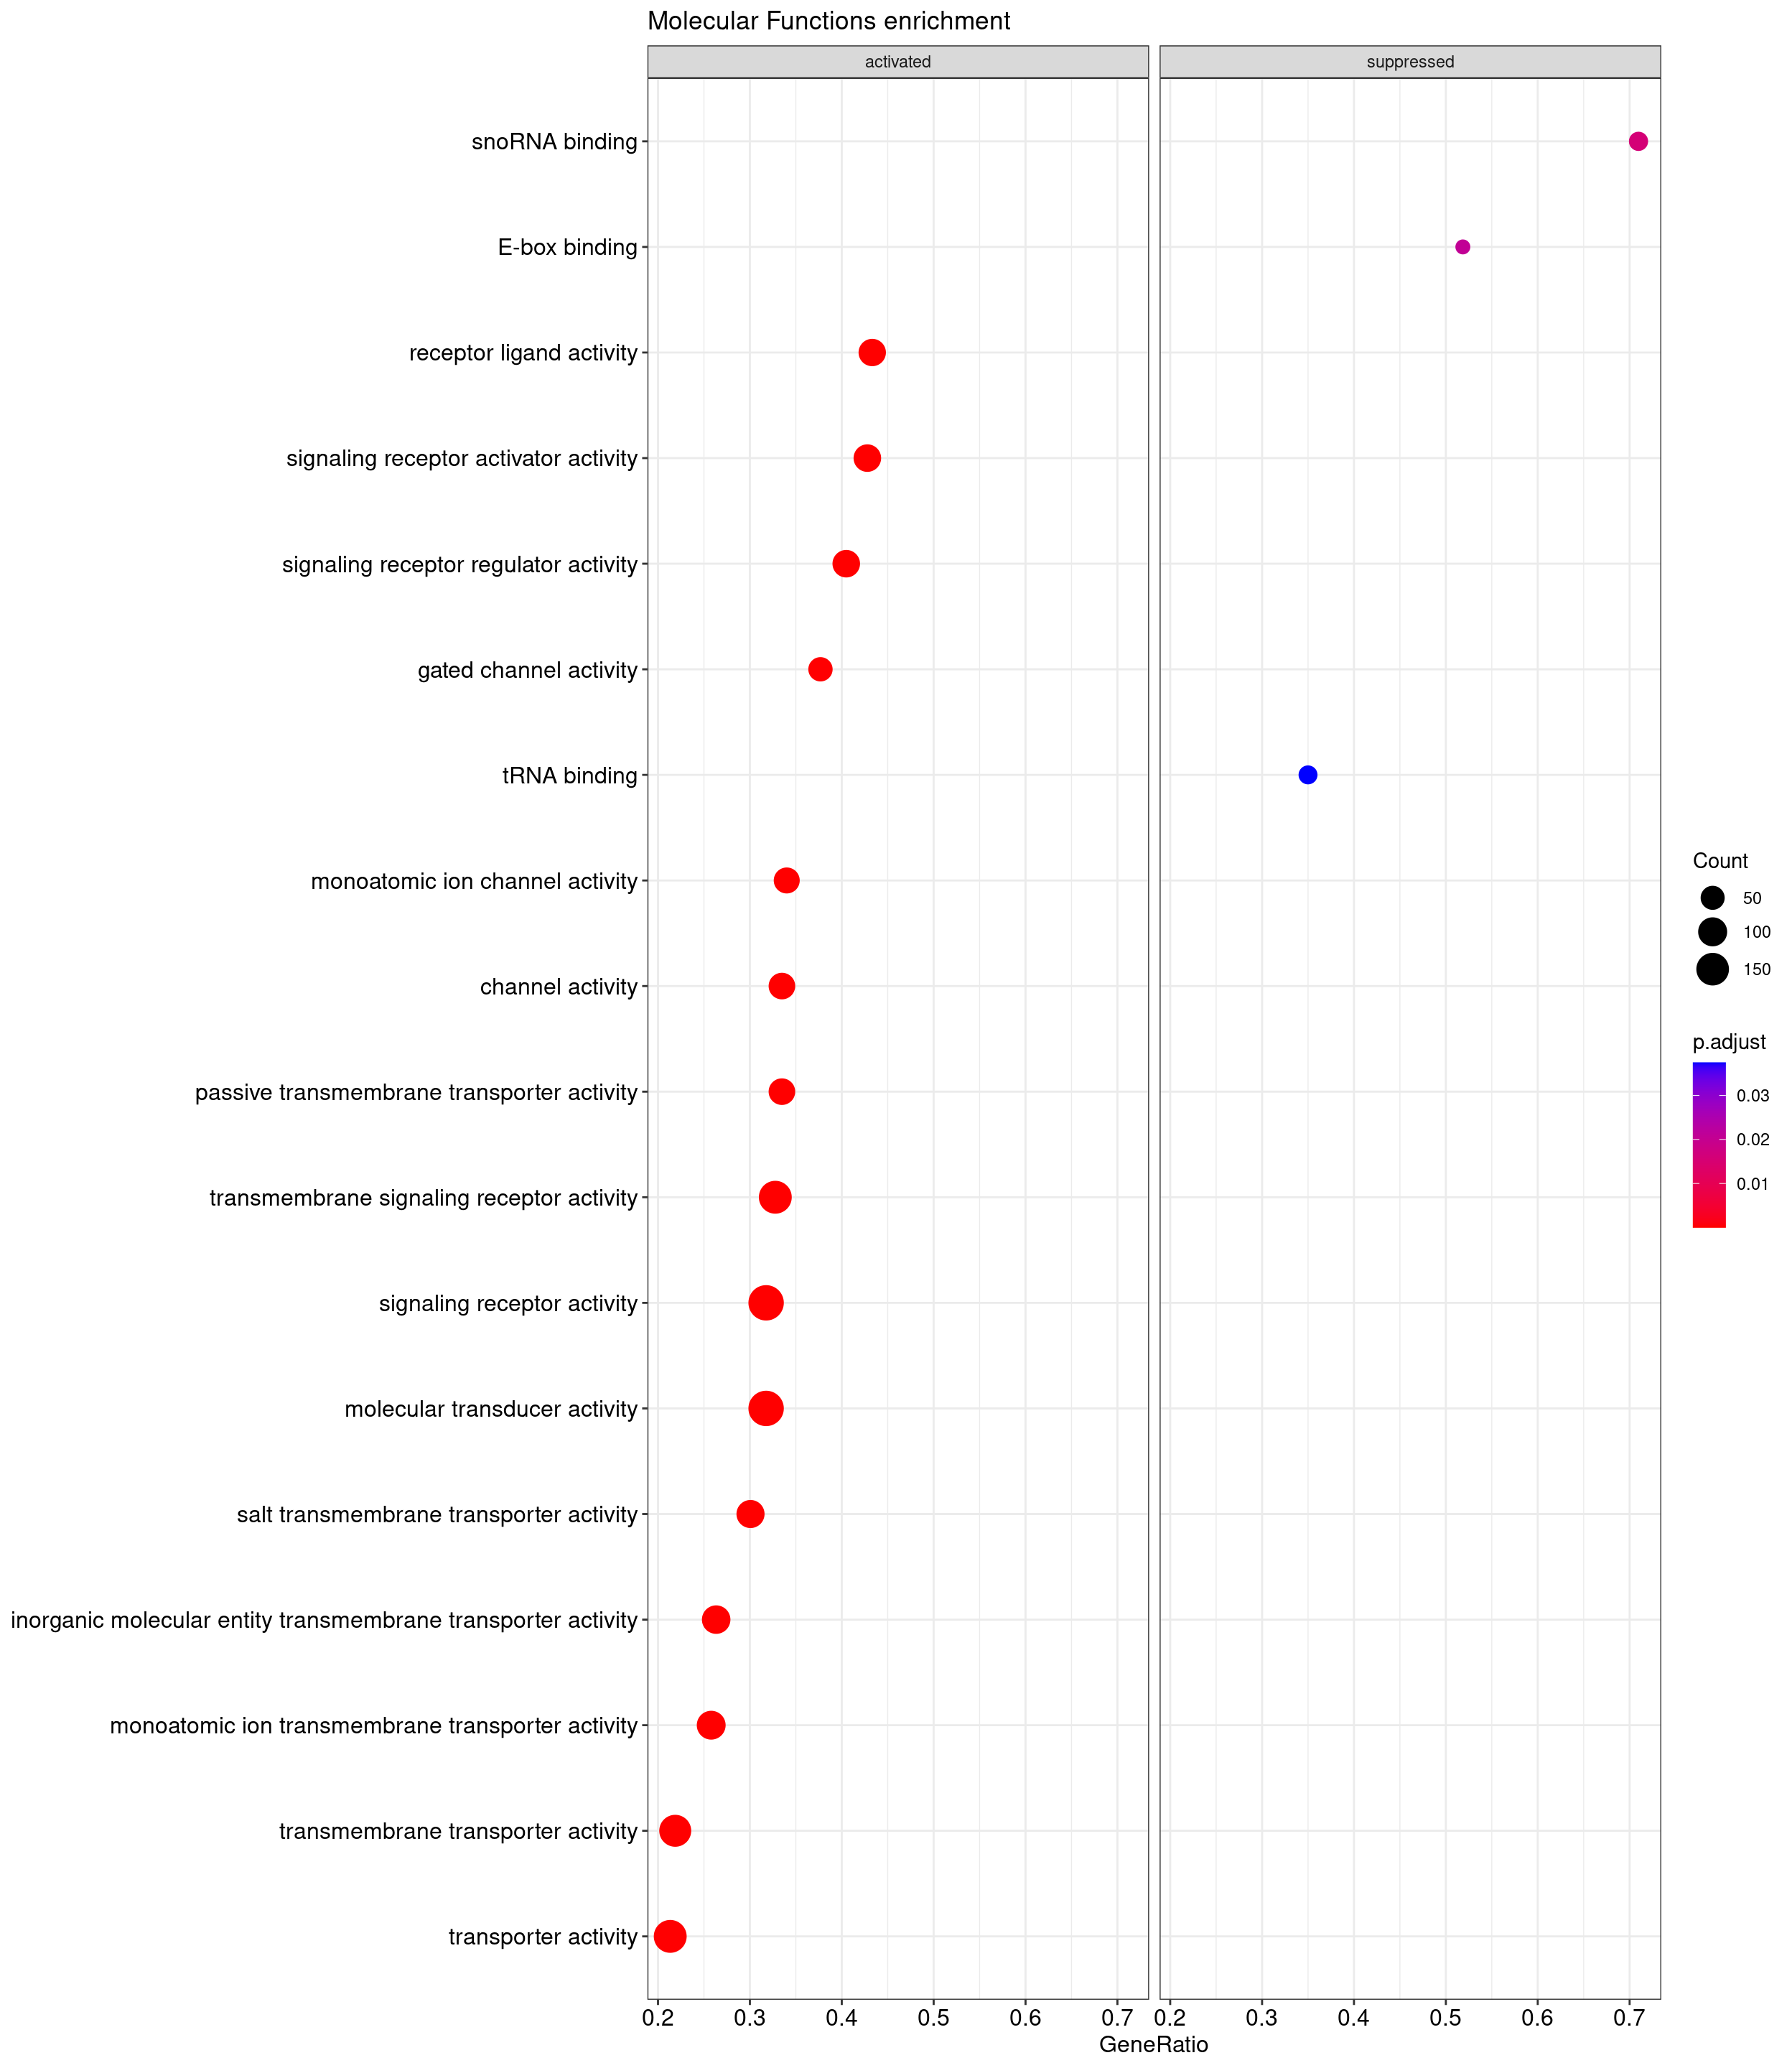 Molecular Functions enrichment
activated
suppressed
snoRNA binding
E-box binding
receptor ligand activity
signaling receptor activator activity
signaling receptor regulator activity
gated channel activity
tRNA binding
monoatomic ion channel activity
channel activity
passive transmembrane transporter activity
transmembrane signaling receptor activity
signaling receptor activity
molecular transducer activity
salt transmembrane transporter activity
inorganic molecular entity transmembrane transporter activity
monoatomic ion transmembrane transporter activity
transmembrane transporter activity
transporter activity
0.2 0.3 0.4 0.5 0.6 0.7 0.2 0.3 0.4 0.5 0.6 0.7
GeneRatio
Count
50
100
150
p.adjust
0.03
0.02
0.01